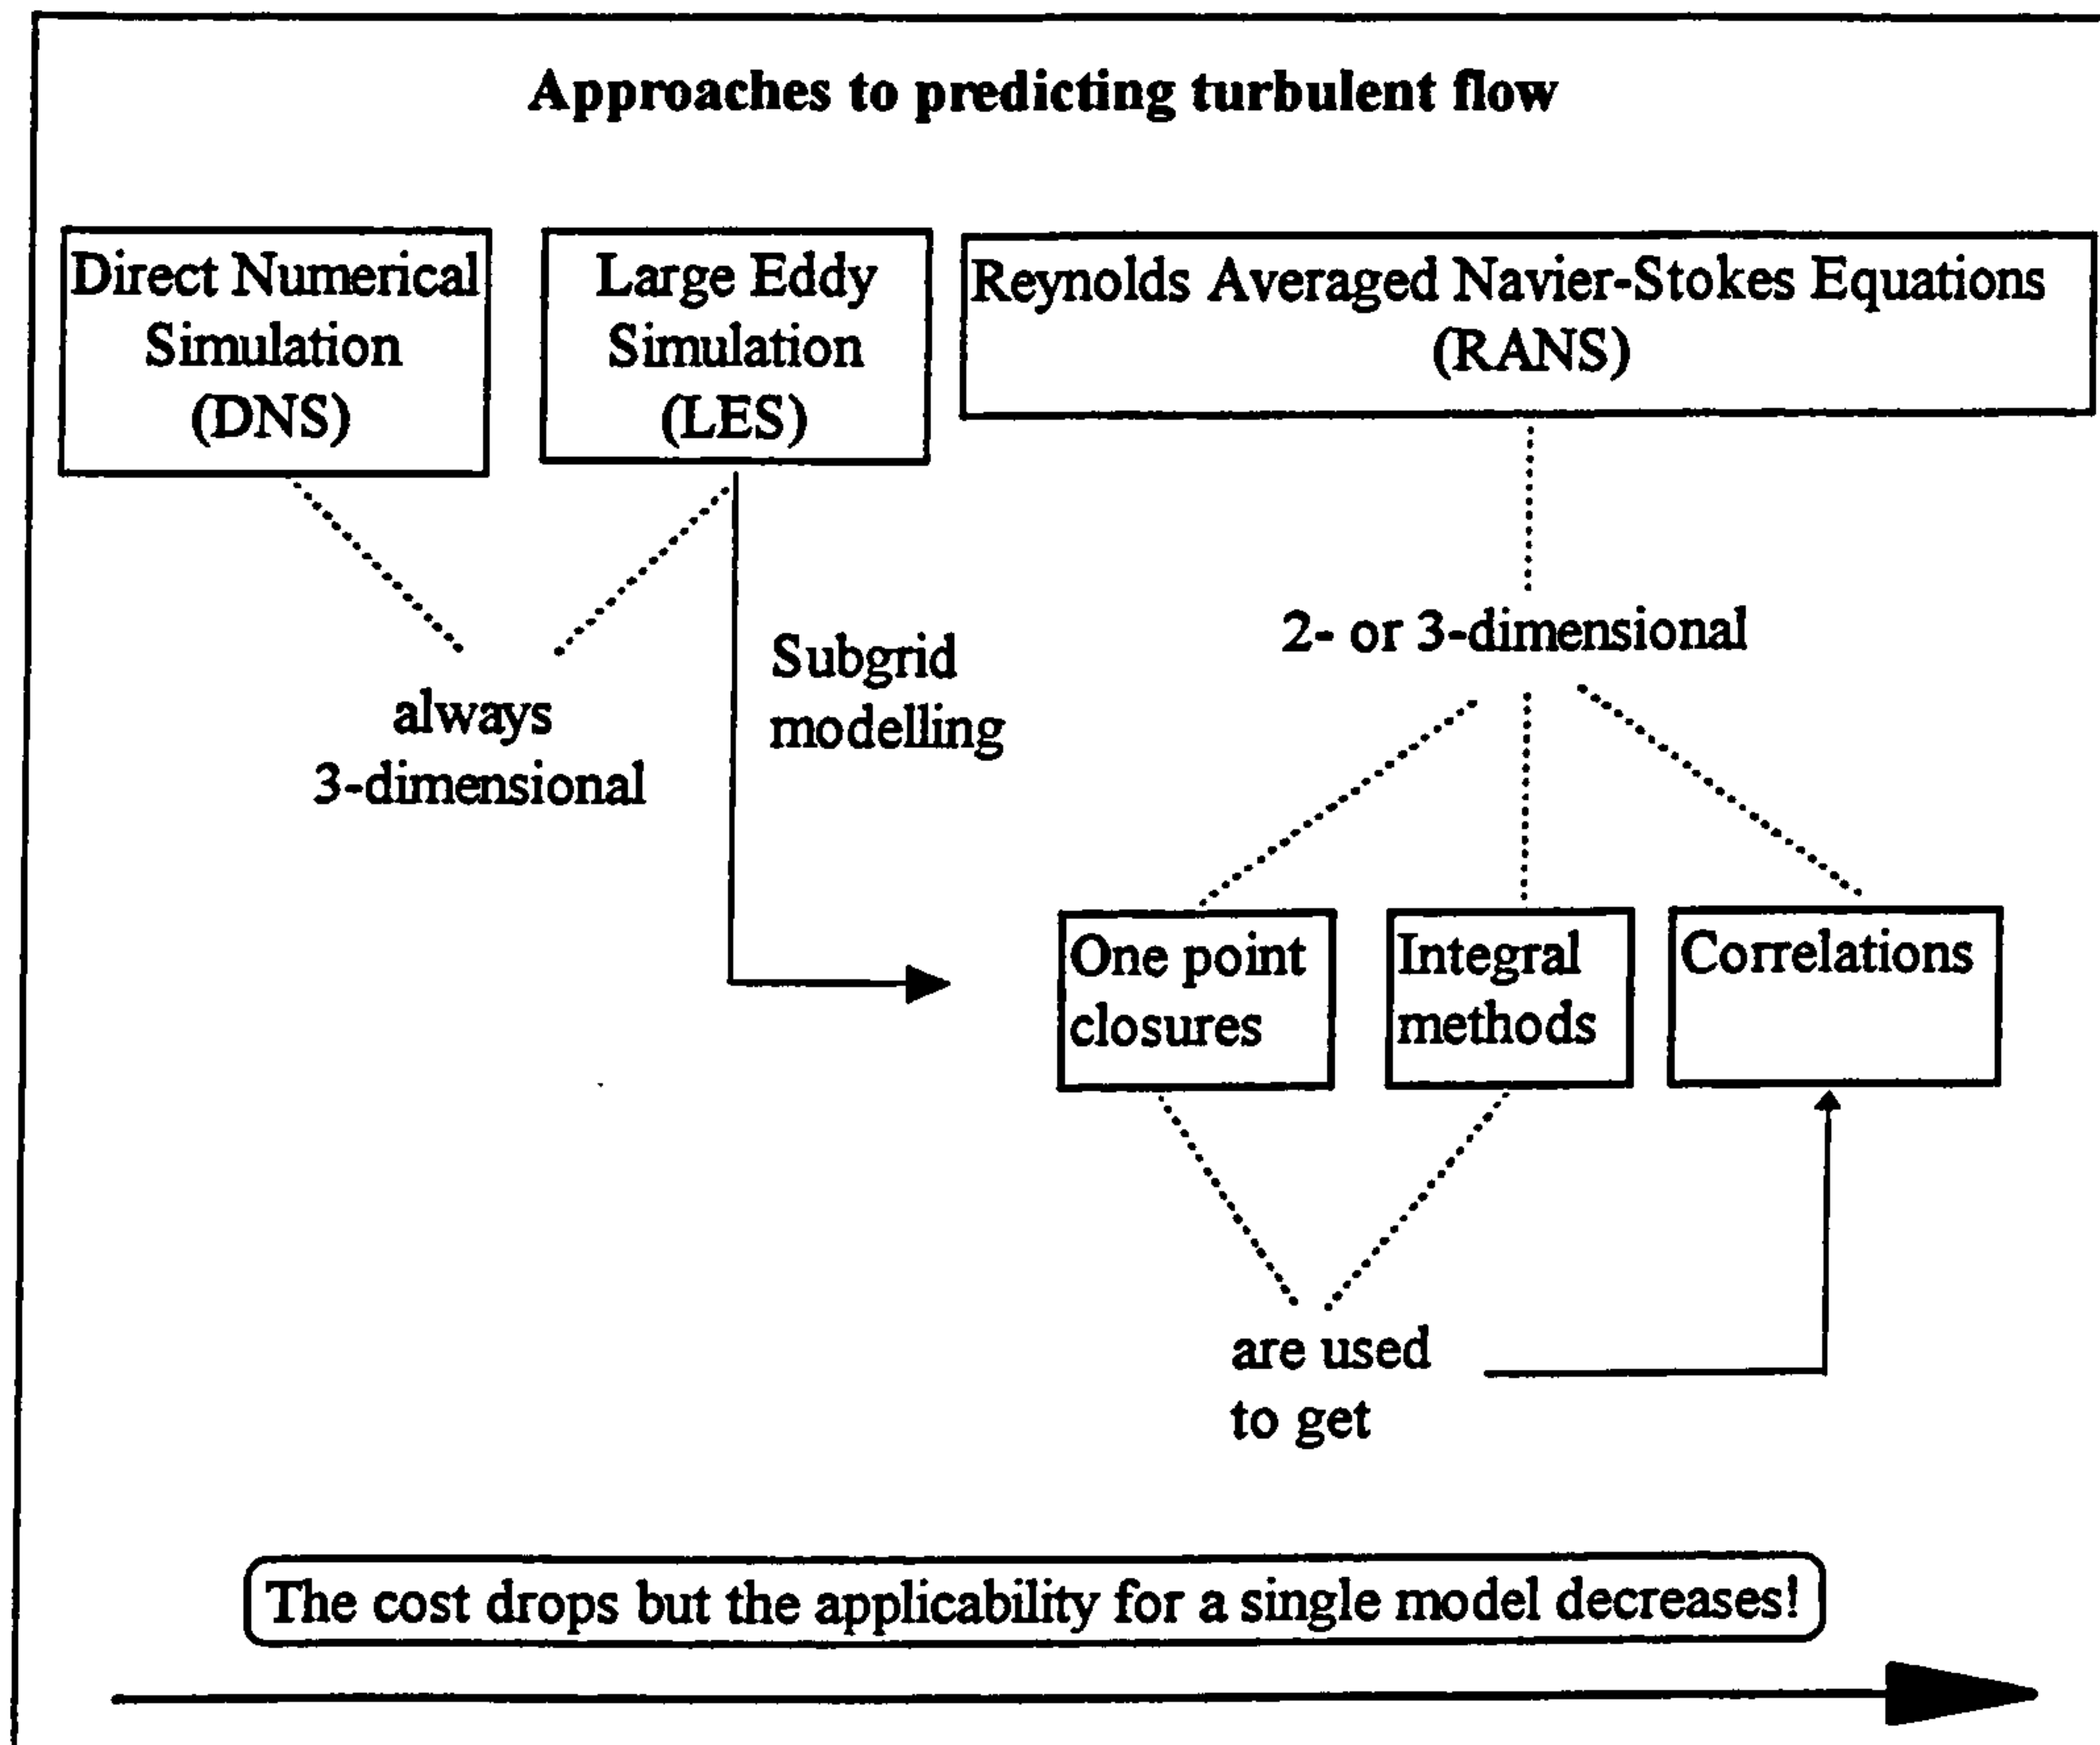 Approaches to predicting turbulent flow
Direct Numerical
Simulation
(DNS)
Large Eddy
Simulation
(LES)
Reynolds Averaged Navier-Stokes Equations
(RANS)
always
3-dimensional
Subgrid
modelling
2- or 3-dimensional
One point
closures
Integral
methods
Correlations
are used
to get
The cost drops but the applicability for a single model decreases!